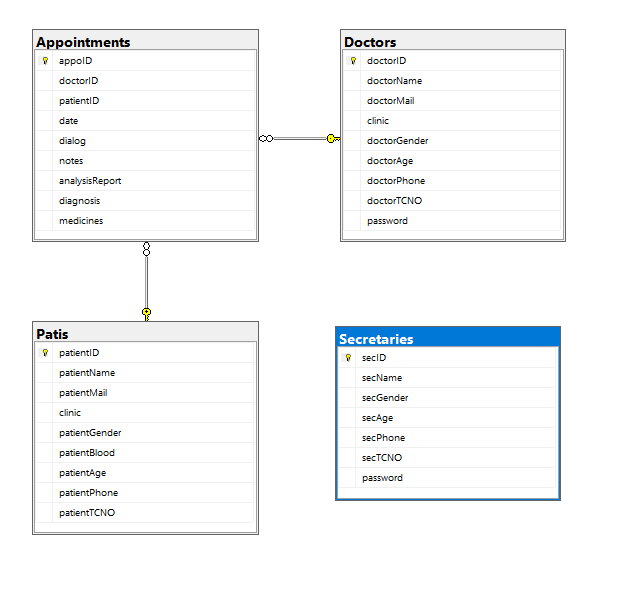 Appointments
appoID
doctorID
patientID
date
dialog
notes
analysisReport
diagnosis
medicines
Doctors
doctorID
doctorName
doctorMail
clinic
doctorGender
doctorAge
doctorPhone
doctorTCNO
password
Patis
patientID
patientName
patientMail
clinic
patientGender
patientBlood
patientAge
patientPhone
patientTCNO
Secretaries
secID
secName
secGender
secAge
secPhone
secTCNO
password